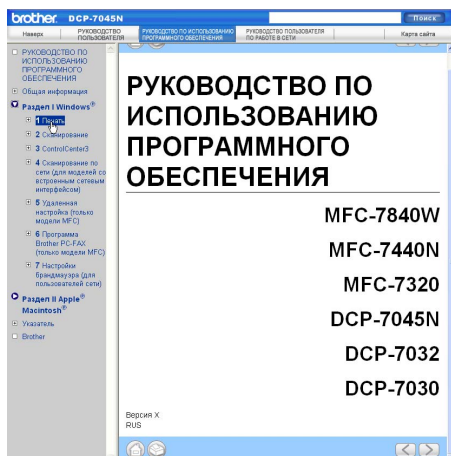 brother. DCP-7045N
Поиск
Наверх
РУКОВОДСТВО
ПОЛЬЗОВАТЕЛЯ
РУКОВОДСТВО ПО ИСПОЛЬЗОВАНИЮ
ПРОГРАММНОГО ОБЕСПЕЧЕНИЯ
РУКОВОДСТВО ПОЛЬЗОВАТЕЛЯ
ПО РАБОТЕ В СЕТИ
Карта сайта
РУКОВОДСТВО ПО
ИСПОЛЬЗОВАНИЮ
ПРОГРАММНОГО
ОБЕСПЕЧЕНИЯ
Общая информация
Раздел I Windows®
1 Печать
2 Сканирование
3 ControlCenter3
4 Сканирование по
сети (для моделей со
встроенным сетевым
интерфейсом)
5 Удаленная
настройка (только
модели MFC)
6 Программа
Brother PC-FAX
(только модели MFC)
7 Настройки
брандмауэра (для
пользователей сети)
Раздел II Apple®
Macintosh®
Указатель
Brother
РУКОВОДСТВО ПО
ИСПОЛЬЗОВАНИЮ
ПРОГРАММНОГО
ОБЕСПЕЧЕНИЯ
MFC-7840W
MFC-7440N
MFC-7320
DCP-7045N
DCP-7032
DCP-7030
Версия X
RUS